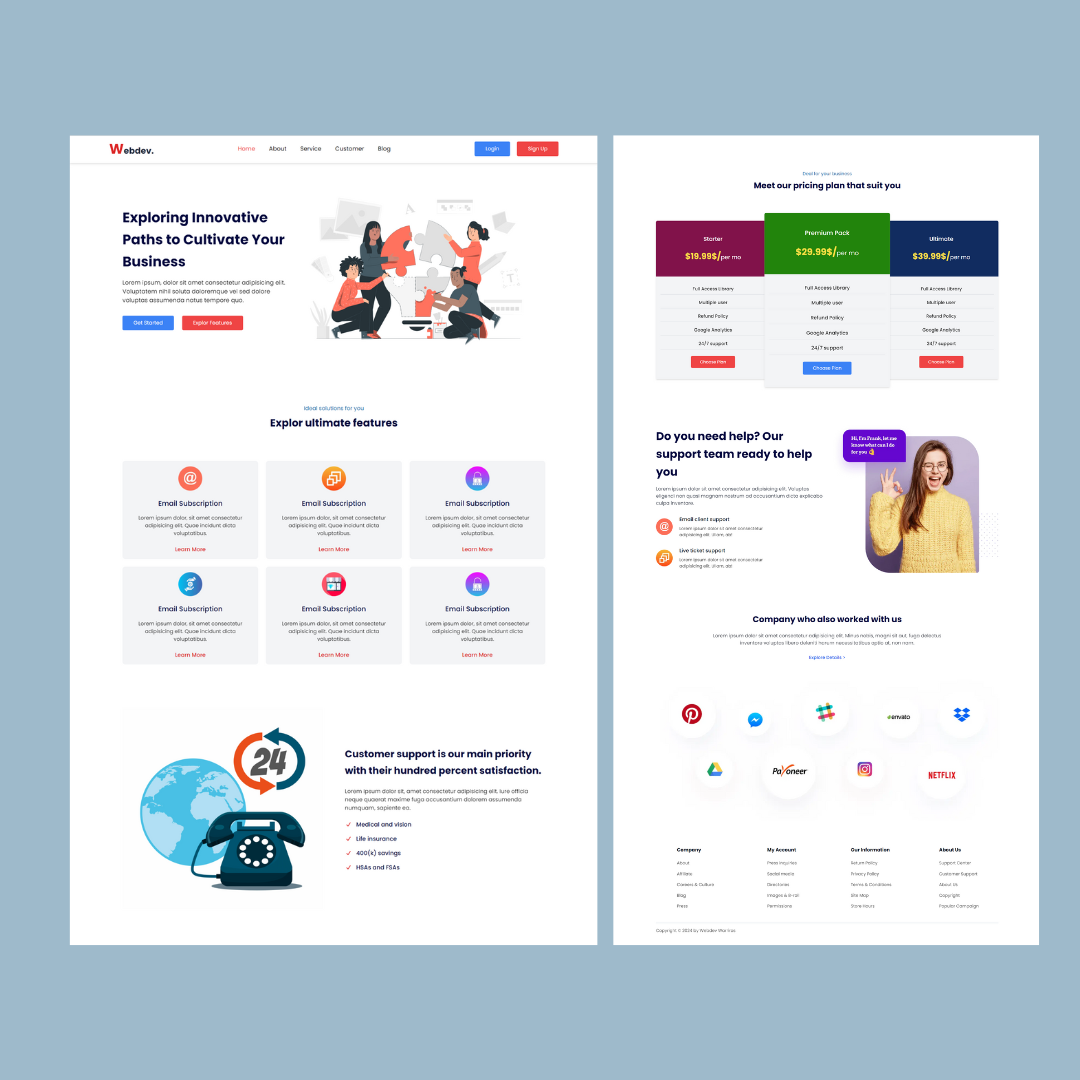 Webdev.
Home About Service Customer Blog
Login Sign Up
Exploring Innovative
Paths to Cultivate Your
Business
Lorem ipsum, dolor sit amet consectetur adipisicing elit.
Voluptatem nihil soluta doloremque vel sed dolore
voluptas assumenda natus tempore quo.
Get Started Explor Features
Ideal solutions for you
Explor ultimate features
Email Subscription
Lorem ipsum dolor, sit amet consectetur
adipisicing elit. Quae incidunt dicta
voluptatibus.
Learn More
Email Subscription
Lorem ipsum dolor, sit amet consectetur
adipisicing elit. Quae incidunt dicta
voluptatibus.
Learn More
Email Subscription
Lorem ipsum dolor, sit amet consectetur
adipisicing elit. Quae incidunt dicta
voluptatibus.
Learn More
Email Subscription
Lorem ipsum dolor, sit amet consectetur
adipisicing elit. Quae incidunt dicta
voluptatibus.
Learn More
Email Subscription
Lorem ipsum dolor, sit amet consectetur
adipisicing elit. Quae incidunt dicta
voluptatibus.
Learn More
Email Subscription
Lorem ipsum dolor, sit amet consectetur
adipisicing elit. Quae incidunt dicta
voluptatibus.
Learn More
24
Customer support is our main priority
with their hundred percent satisfaction.
Lorem ipsum dolor sit amet consectetur, adipisicing elit. Iure officia
neque quaerat maxime fuga accusantium dolorem assumenda
numquam, sapiente ea.
Medical and vision
Life insurance
400(k) savings
HSAs and FSAs
Deal for your business
Meet our pricing plan that suit you
Starter
$19.99$/per mo
Full Access Library
Multiple user
Refund Policy
Google Analytics
24/7 support
Choose Plan
Premium Pack
$29.99$/per mo
Full Access Library
Multiple user
Refund Policy
Google Analytics
24/7 support
Choose Plan
Ultimate
$39.99$/per mo
Full Access Library
Multiple user
Refund Policy
Google Analytics
24/7 support
Choose Plan
Do you need help? Our
support team ready to help
you
Lorem ipsum dolor sit amet consectetur adipisicing elit. Voluptas
eligendi non quasi magnam nostrum ad accusantium dicta explicabo
culpa inventore.
Email client support
Lorem ipsum dolor sit amet consectetur
adipisicing elit. Ullam, ab!
Live ticket support
Lorem ipsum dolor sit amet consectetur
adipisicing elit. Ullam, ab!
Hi, I'm Frank, let me
know what can I do
for you
Company who also worked with us
Lorem ipsum dolor sit amet consectetur adipisicing elit. Minus nobis, magni sit aut, fuga delectus
inventore voluptas libero deleniti harum ratione optio at, non nam.
Explore Details >
envato
Payoneer
NETFLIX
Company
About
Affiliate
Careers & Culture
Blog
Press
My Account
Press inquiries
Social media
Directories
Images & B-roll
Permissions
Our Information
Return Policy
Privacy Policy
Terms & Conditions
Site Map
Store Hours
About Us
Support Center
Customer Support
About Us
Copyright
Popular Campaign
Copyright © 2024 by Webdev